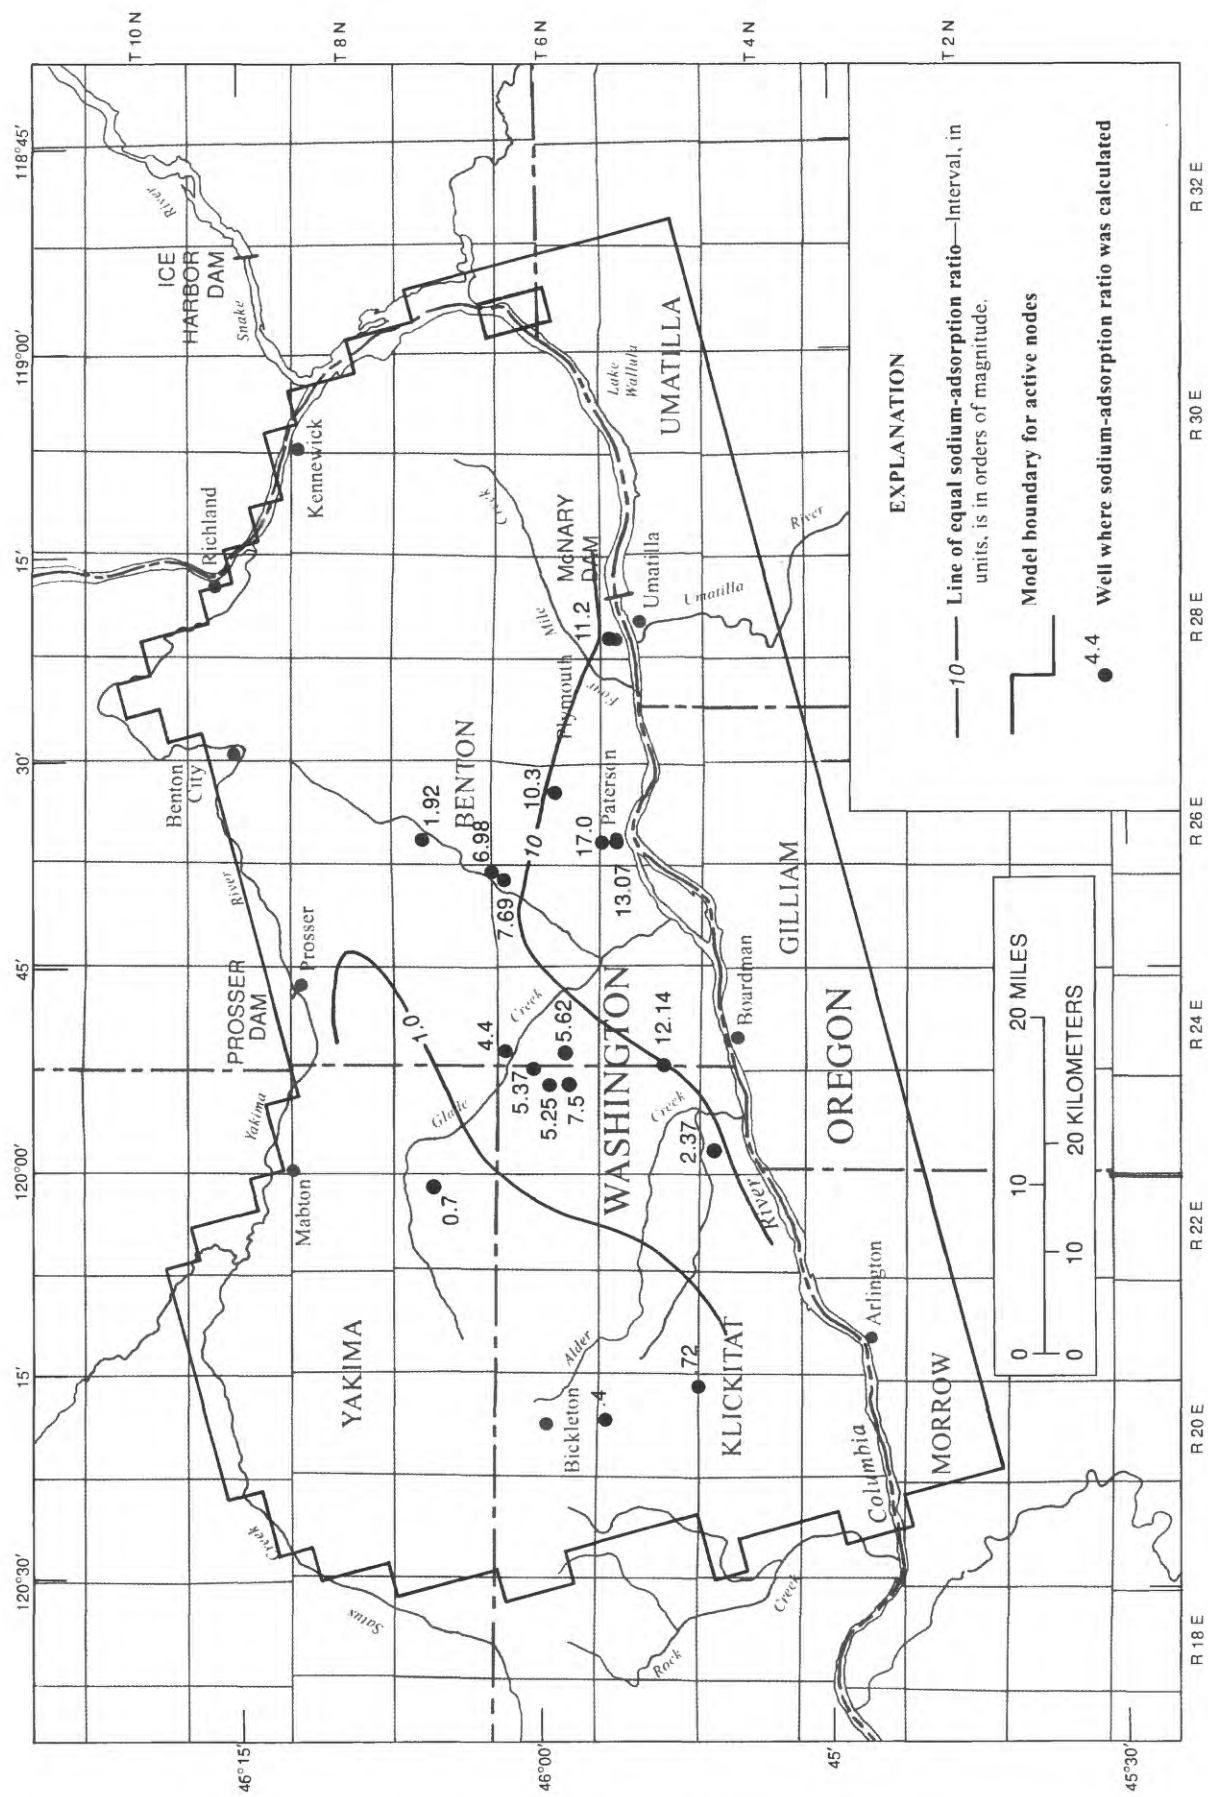 120°30'
15'
120°00'
45'
30'
15'
119°00'
118°45'
46°15'
46°00'
45'
45°30'
T 10 N
T 8 N
T 6 N
T 4 N
T 2 N
R 18 E
R 20 E
R 22 E
R 24 E
R 26 E
R 28 E
R 30 E
R 32 E
Satus
Creek
Mabton
Yakima
River
PROSSER
DAM
Prosser
Benton
City
Richland
Kennewick
Snake
River
ICE
HARBOR
DAM
YAKIMA
0.7
Glade
Creek
1.0
4.4
5.37
5.25
7.5
5.62
7.69
6.98
1.92
BENTON
10
10.3
17.0
13.07
Paterson
Plymouth
Four
Mile
Creek
11.2
McNARY
DAM
Umatilla
Umatilla
River
Lake
Wallula
UMATILLA
WASHINGTON
12.14
Creek
2.37
River
Bickleton
Alder
.4
.72
KLICKITAT
Rock
Creek
Columbia
Arlington
Boardman
MORROW
OREGON
GILLIAM
0 10 20 MILES
0 10 20 KILOMETERS
EXPLANATION
10 Line of equal sodium-adsorption ratio—Interval, in
units, is in orders of magnitude.
Model boundary for active nodes
4.4 Well where sodium-adsorption ratio was calculated